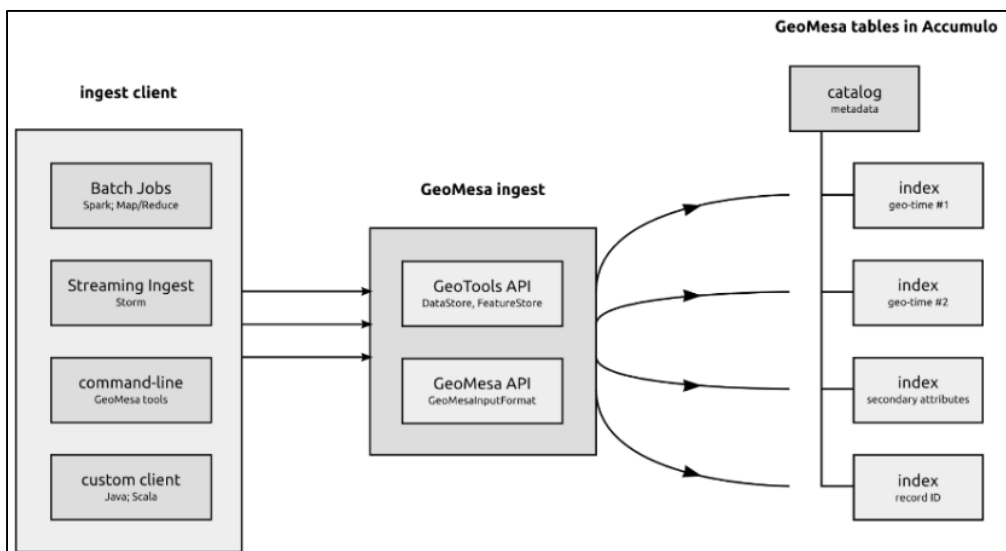 GeoMesa tables in Accumulo
ingest client
catalog
metadata
Batch Jobs
Spark; Map/Reduce
GeoMesa ingest
index
geo-time #1
Streaming Ingest
Storm
GeoTools API
DataStore, FeatureStore
index
geo-time #2
command-line
GeoMesa tools
GeoMesa API
GeoMesaInputFormat
index
secondary attributes
custom client
Java; Scala
index
record ID